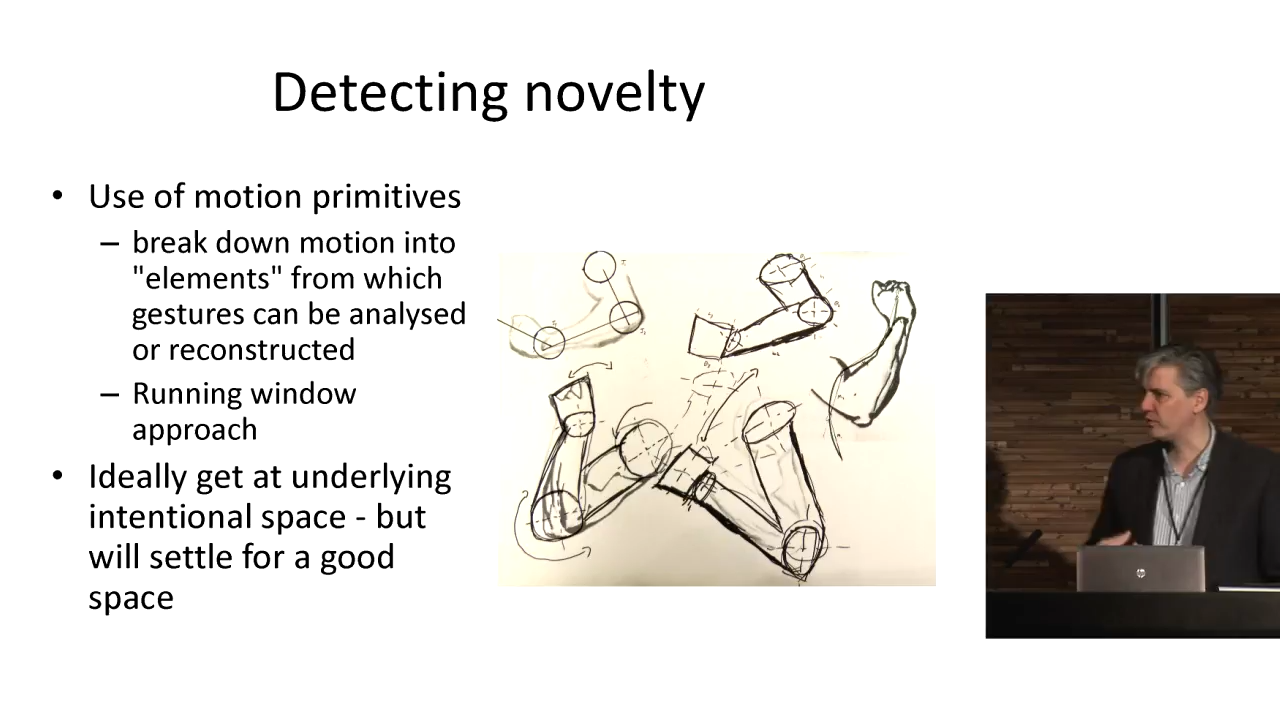 Detecting novelty
• Use of motion primitives
– break down motion into
"elements" from which
gestures can be analysed
or reconstructed
– Running window
approach
• Ideally get at underlying
intentional space - but
will settle for a good
space
hp